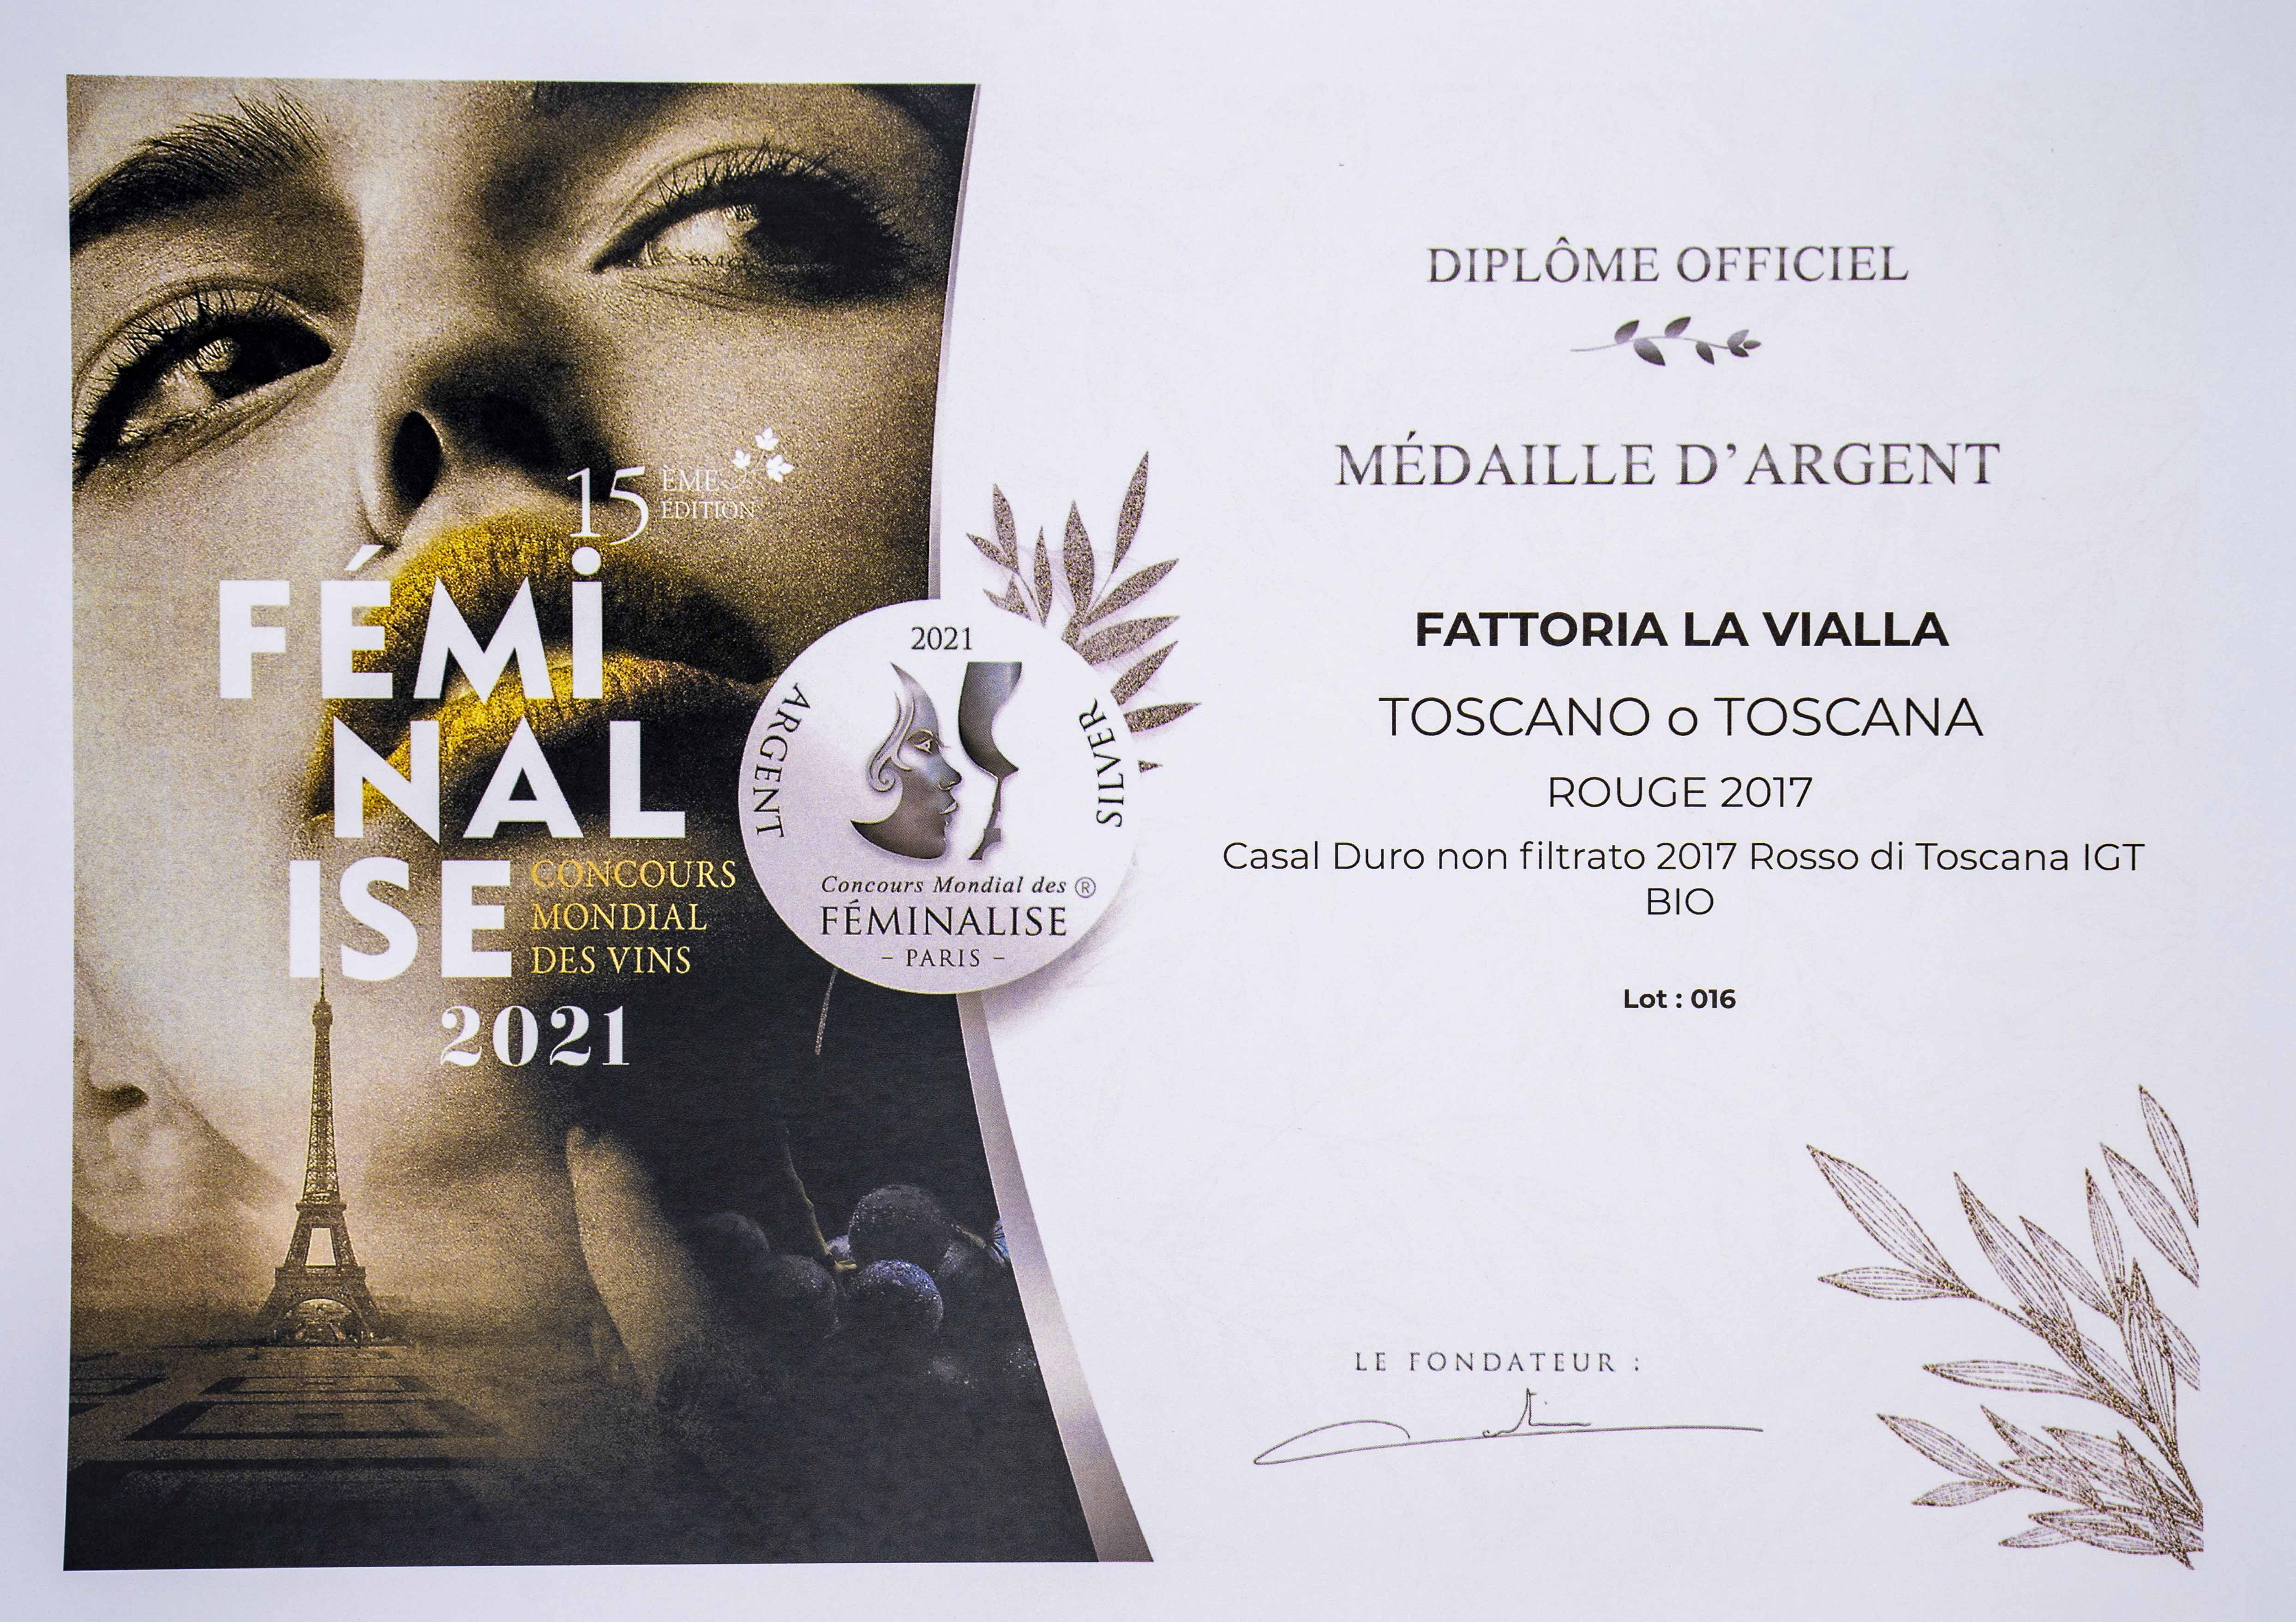 15 ÈME
ÉDITION
FÉMI
NAL
ISE
CONCOURS
MONDIAL
DES VINS
2021
2021
ARGENT
SILVER
Concours Mondial des ®
FÉMINALISE
– PARIS –
DIPLÔME OFFICIEL
MÉDAILLE D’ARGENT
FATTORIA LA VIALLA
TOSCANO o TOSCANA
ROUGE 2017
Casal Duro non filtrato 2017 Rosso di Toscana IGT
BIO
Lot : 016
LE FONDATEUR :